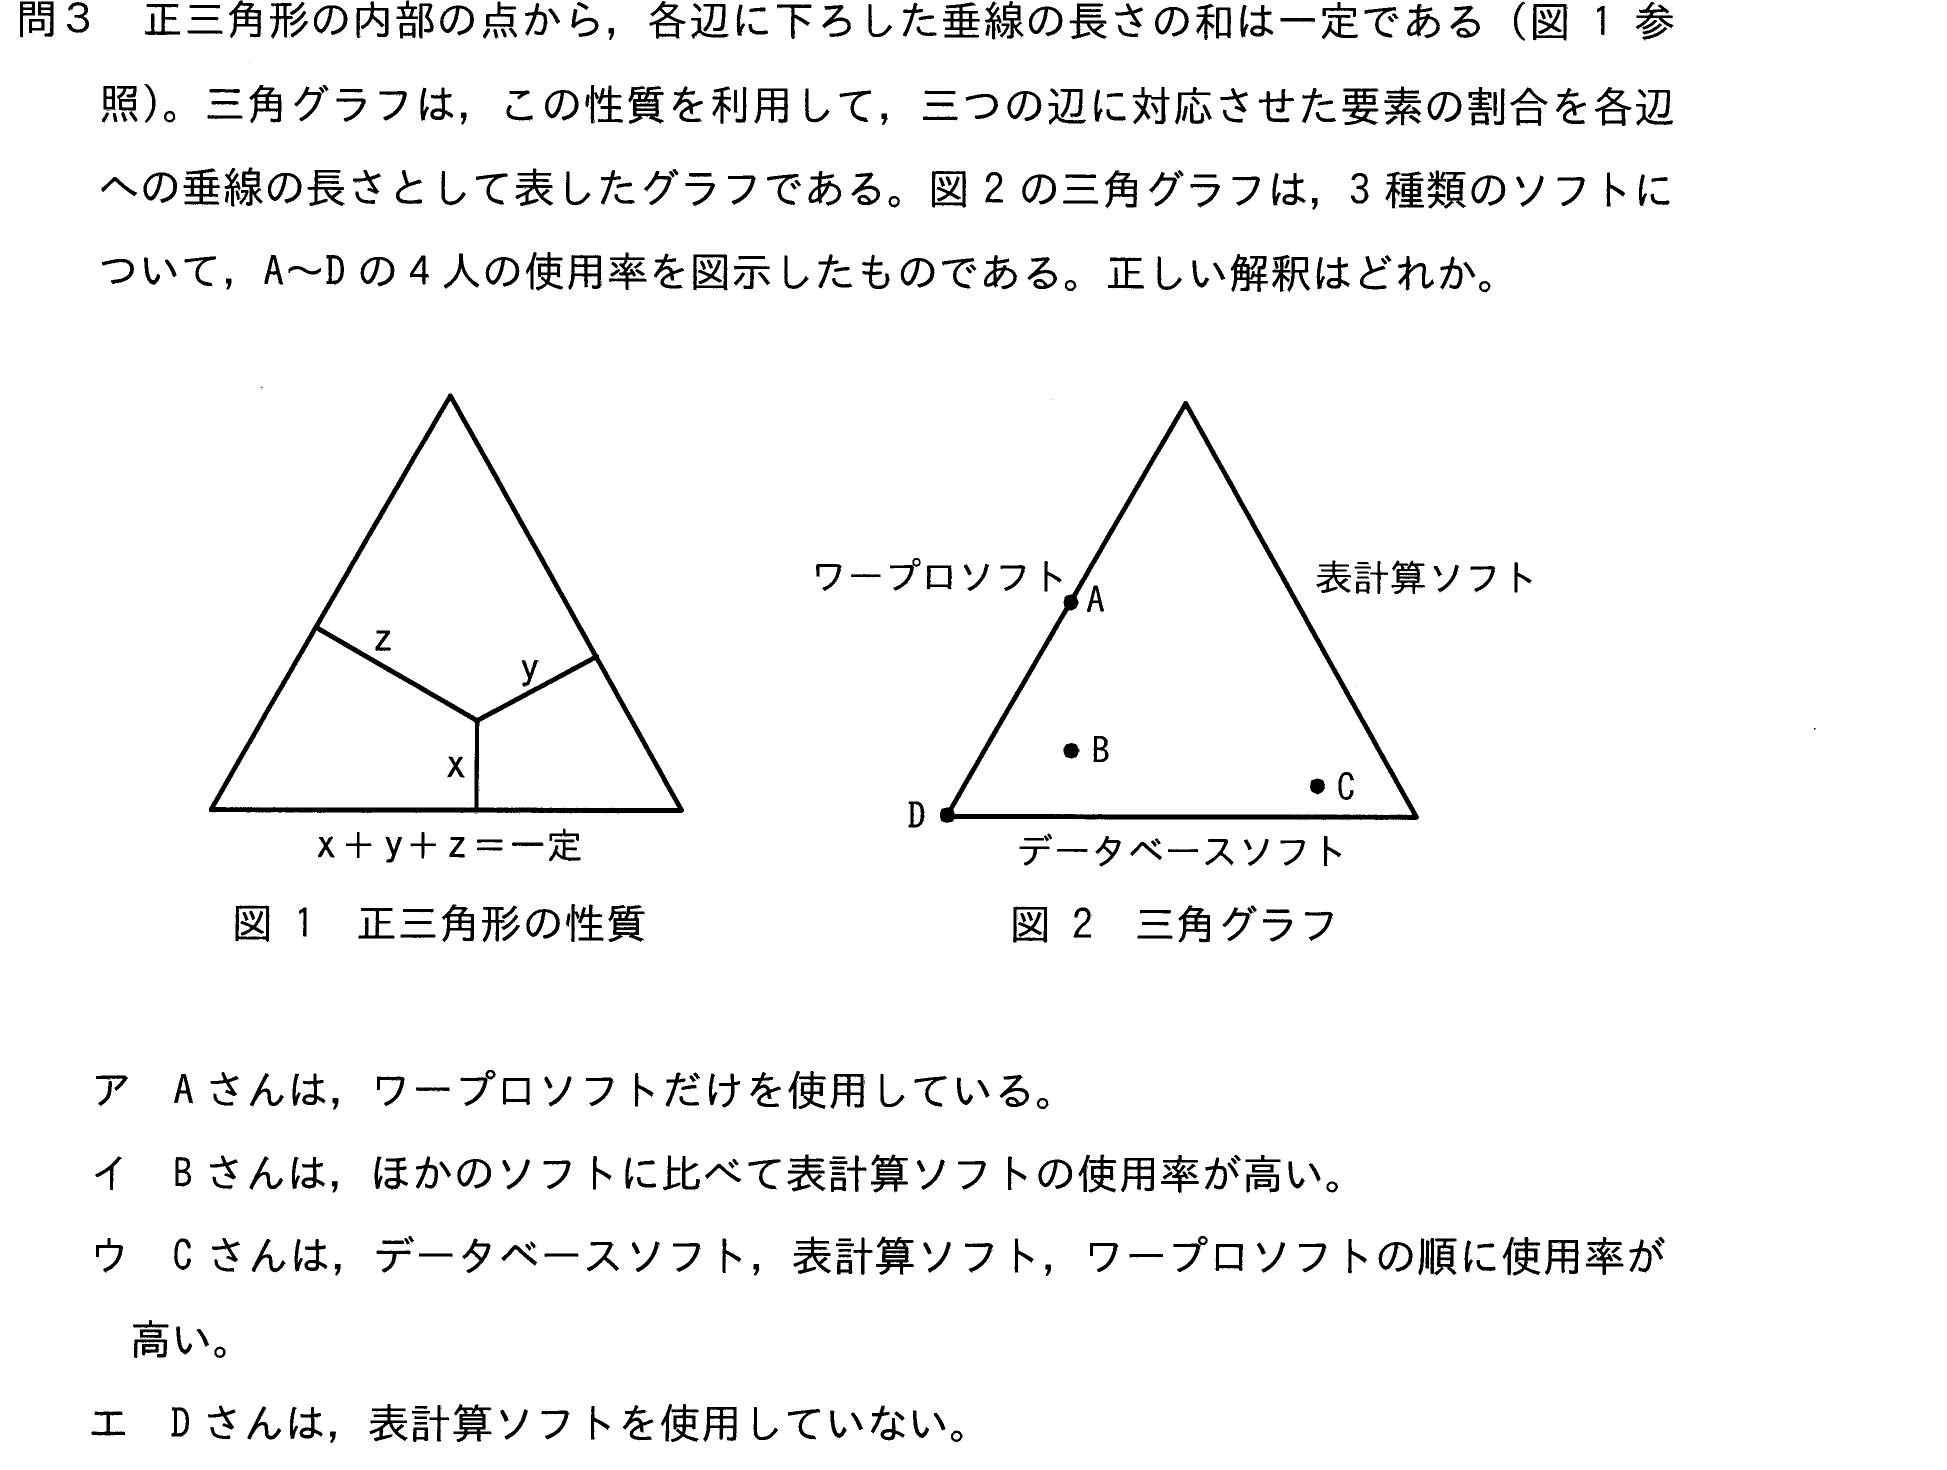 問3　正三角形の内部の点から，各辺に下ろした垂線の長さの和は一定である（図 1 参
照）。三角グラフは，この性質を利用して，三つの辺に対応させた要素の割合を各辺
への垂線の長さとして表したグラフである。図 2 の三角グラフは，3 種類のソフトに
ついて，A～D の 4 人の使用率を図示したものである。正しい解釈はどれか。
z
y
x
x＋y＋z＝一定
図 1　正三角形の性質
ワープロソフト
表計算ソフト
A
B
C
D
データベースソフト
図 2　三角グラフ
ア　A さんは，ワープロソフトだけを使用している。
イ　B さんは，ほかのソフトに比べて表計算ソフトの使用率が高い。
ウ　C さんは，データベースソフト，表計算ソフト，ワープロソフトの順に使用率が
高い。
エ　D さんは，表計算ソフトを使用していない。